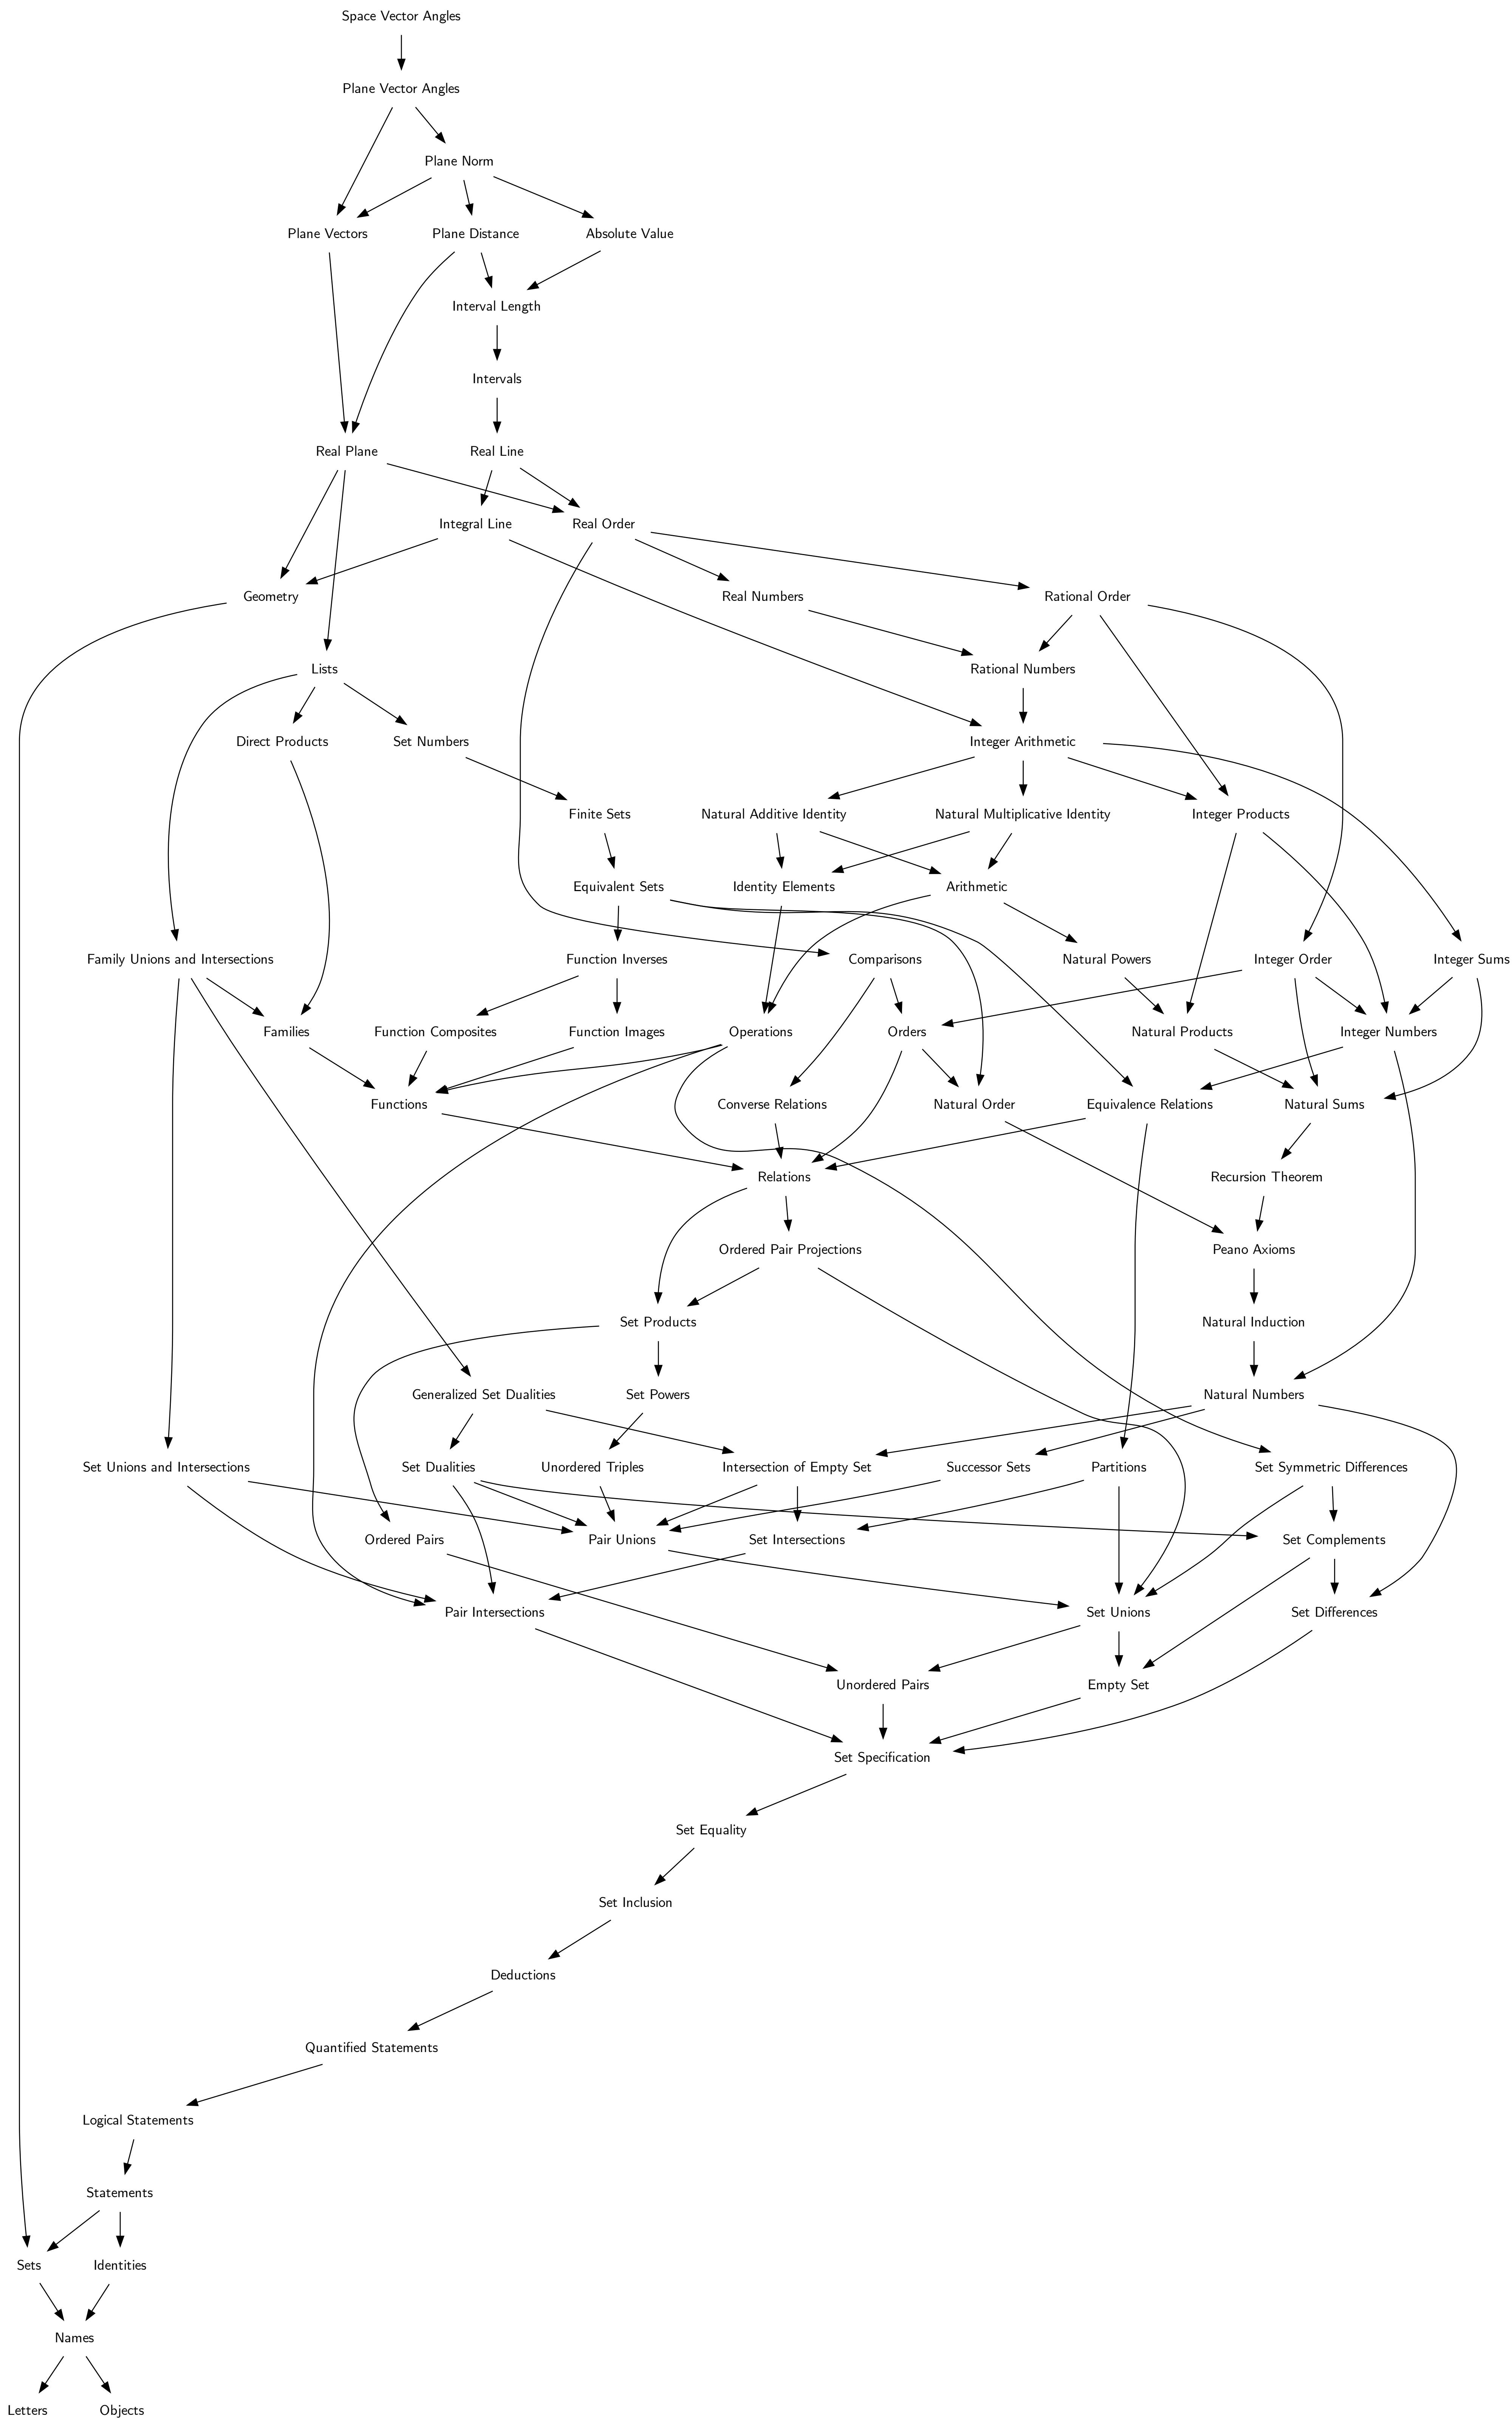 Space Vector Angles
Plane Vector Angles
Plane Norm
Plane Vectors
Plane Distance
Absolute Value
Interval Length
Intervals
Real Plane
Real Line
Integral Line
Real Order
Geometry
Real Numbers
Rational Order
Lists
Rational Numbers
Direct Products
Set Numbers
Integer Arithmetic
Finite Sets
Natural Additive Identity
Natural Multiplicative Identity
Integer Products
Equivalent Sets
Identity Elements
Arithmetic
Family Unions and Intersections
Function Inverses
Comparisons
Natural Powers
Integer Order
Integer Sums
Families
Function Composites
Function Images
Operations
Orders
Natural Products
Integer Numbers
Functions
Converse Relations
Natural Order
Equivalence Relations
Natural Sums
Relations
Recursion Theorem
Ordered Pair Projections
Peano Axioms
Set Products
Natural Induction
Generalized Set Dualities
Set Powers
Natural Numbers
Set Unions and Intersections
Set Dualities
Unordered Triples
Intersection of Empty Set
Successor Sets
Partitions
Set Symmetric Differences
Ordered Pairs
Pair Unions
Set Intersections
Set Complements
Pair Intersections
Set Unions
Set Differences
Unordered Pairs
Empty Set
Set Specification
Set Equality
Set Inclusion
Deductions
Quantified Statements
Logical Statements
Statements
Sets
Identities
Names
Letters
Objects